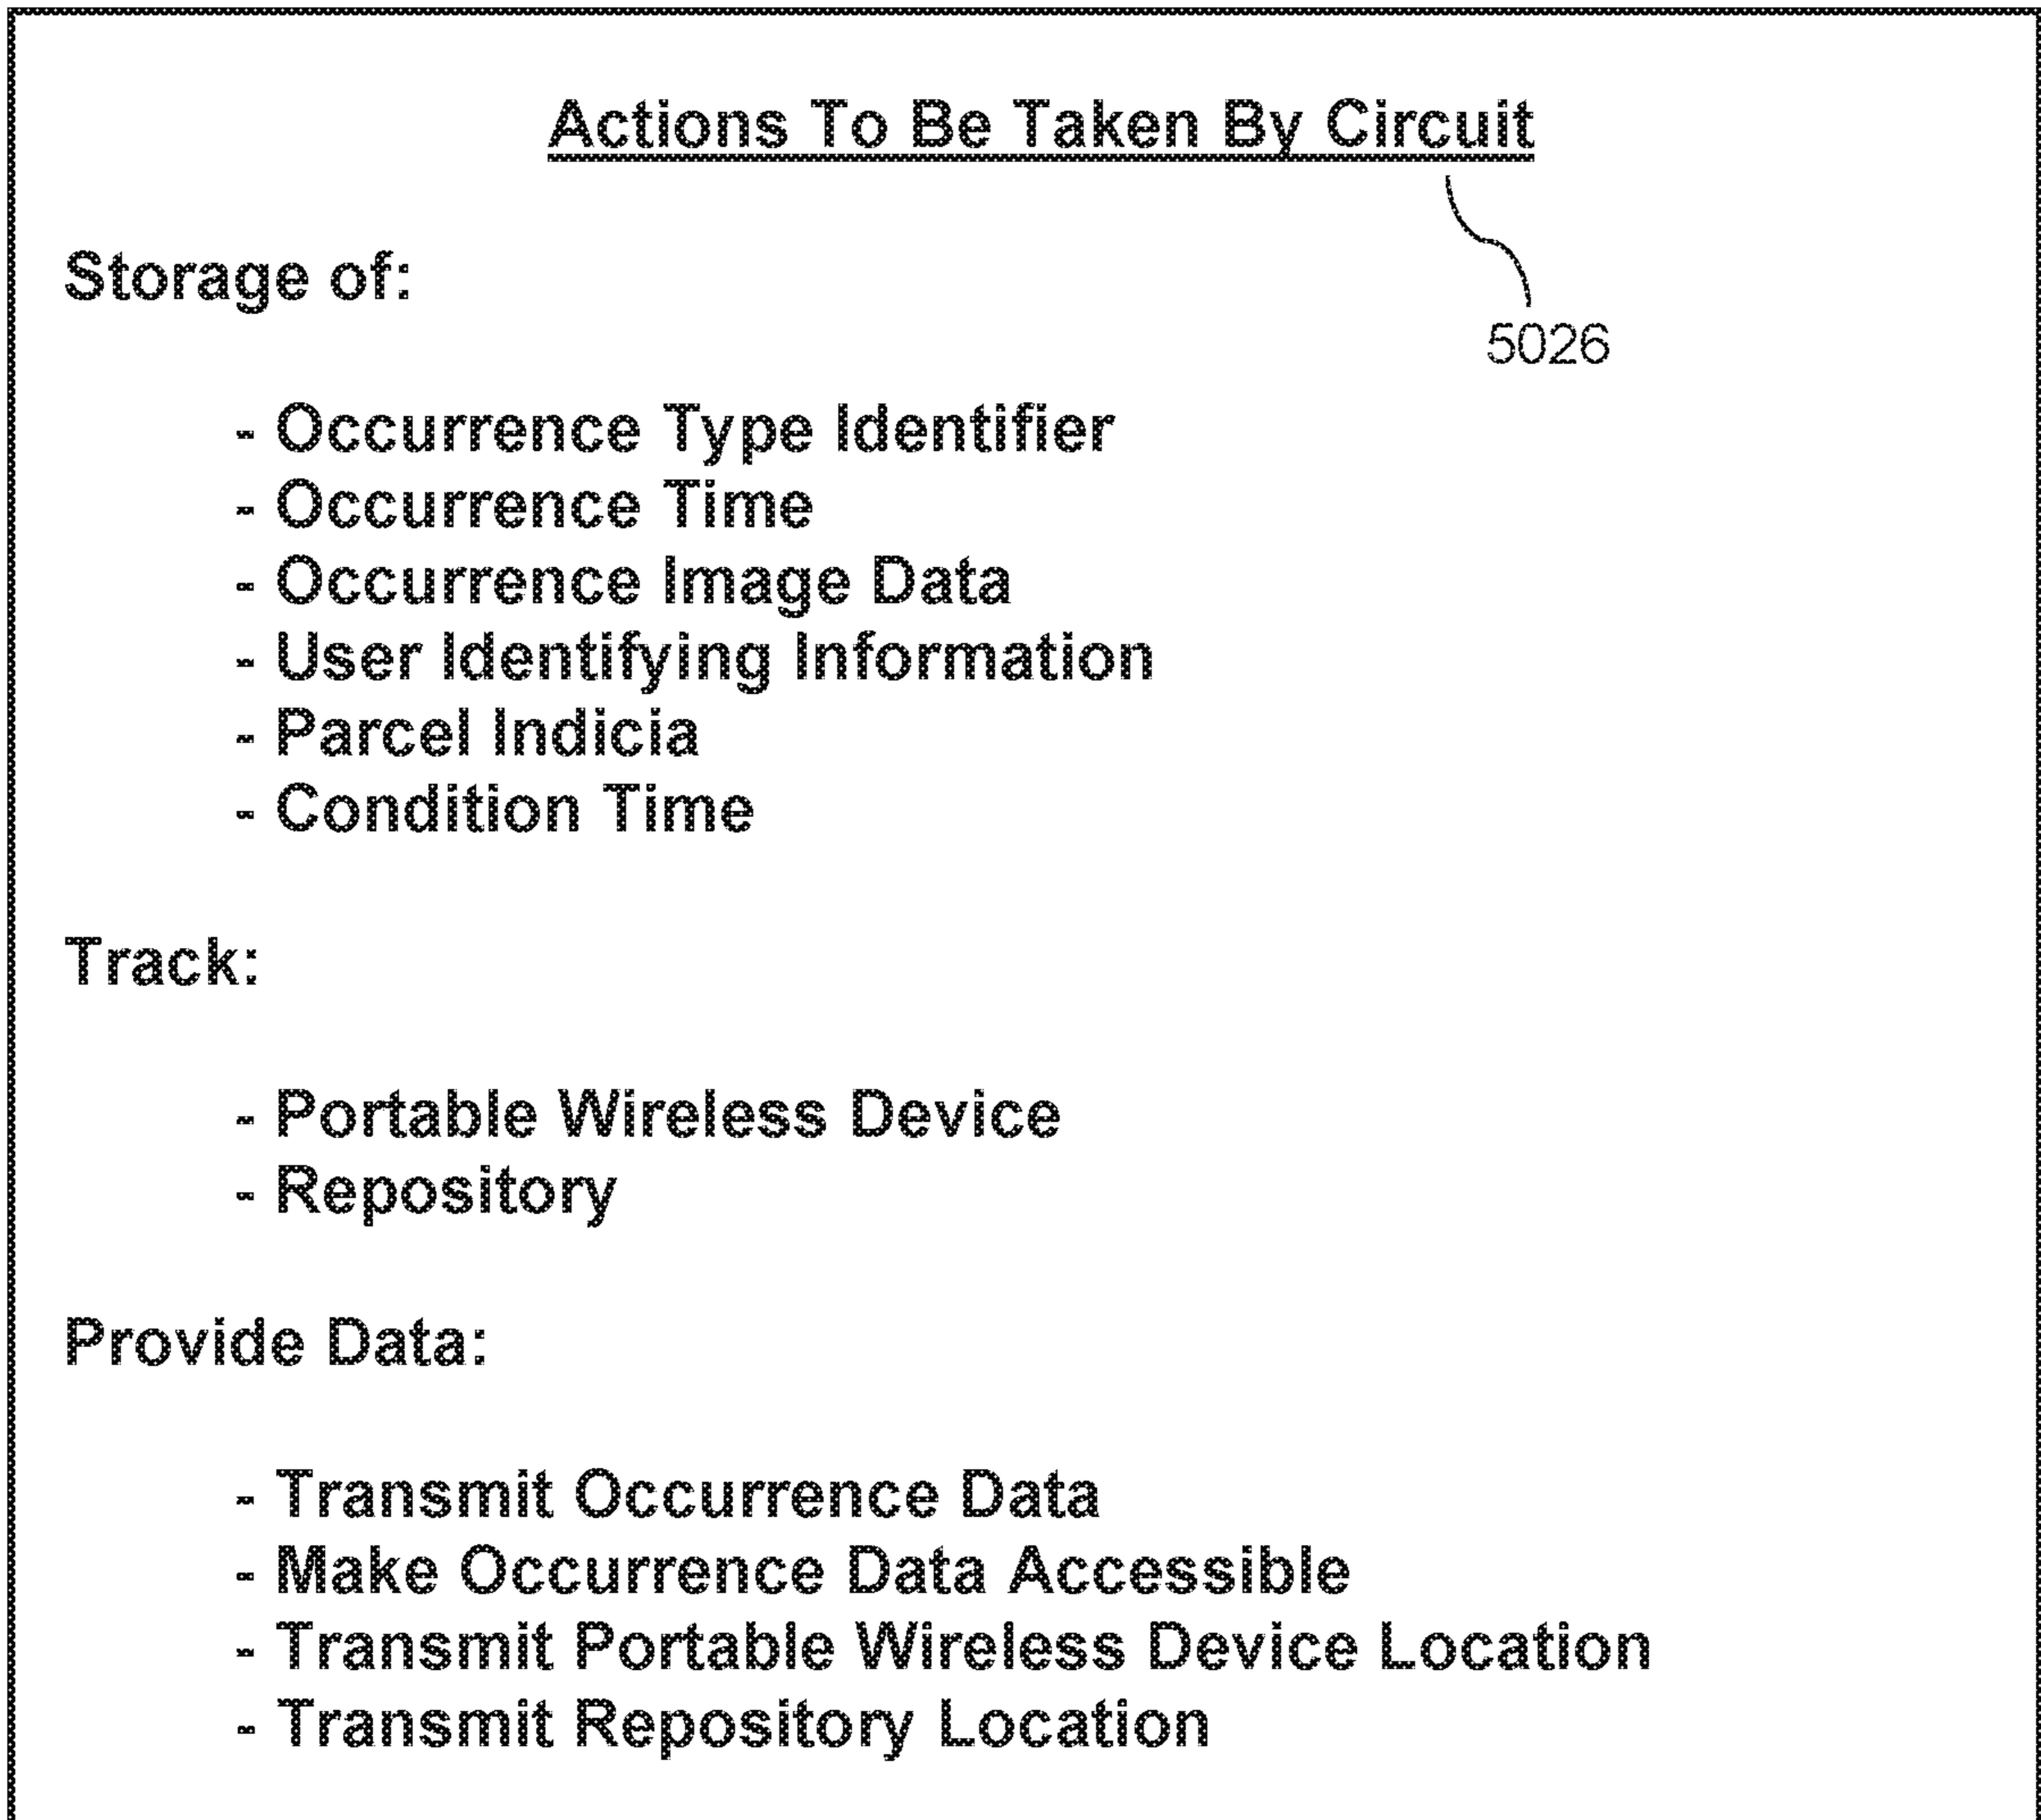 Actions To Be Taken By Circuit
Storage of:
5026
- Occurrence Type Identifier
- Occurrence Time
- Occurrence Image Data
- User Identifying Information
- Parcel Indicia
- Condition Time
Track:
- Portable Wireless Device
- Repository
Provide Data:
- Transmit Occurrence Data
- Make Occurrence Data Accessible
- Transmit Portable Wireless Device Location
- Transmit Repository Location